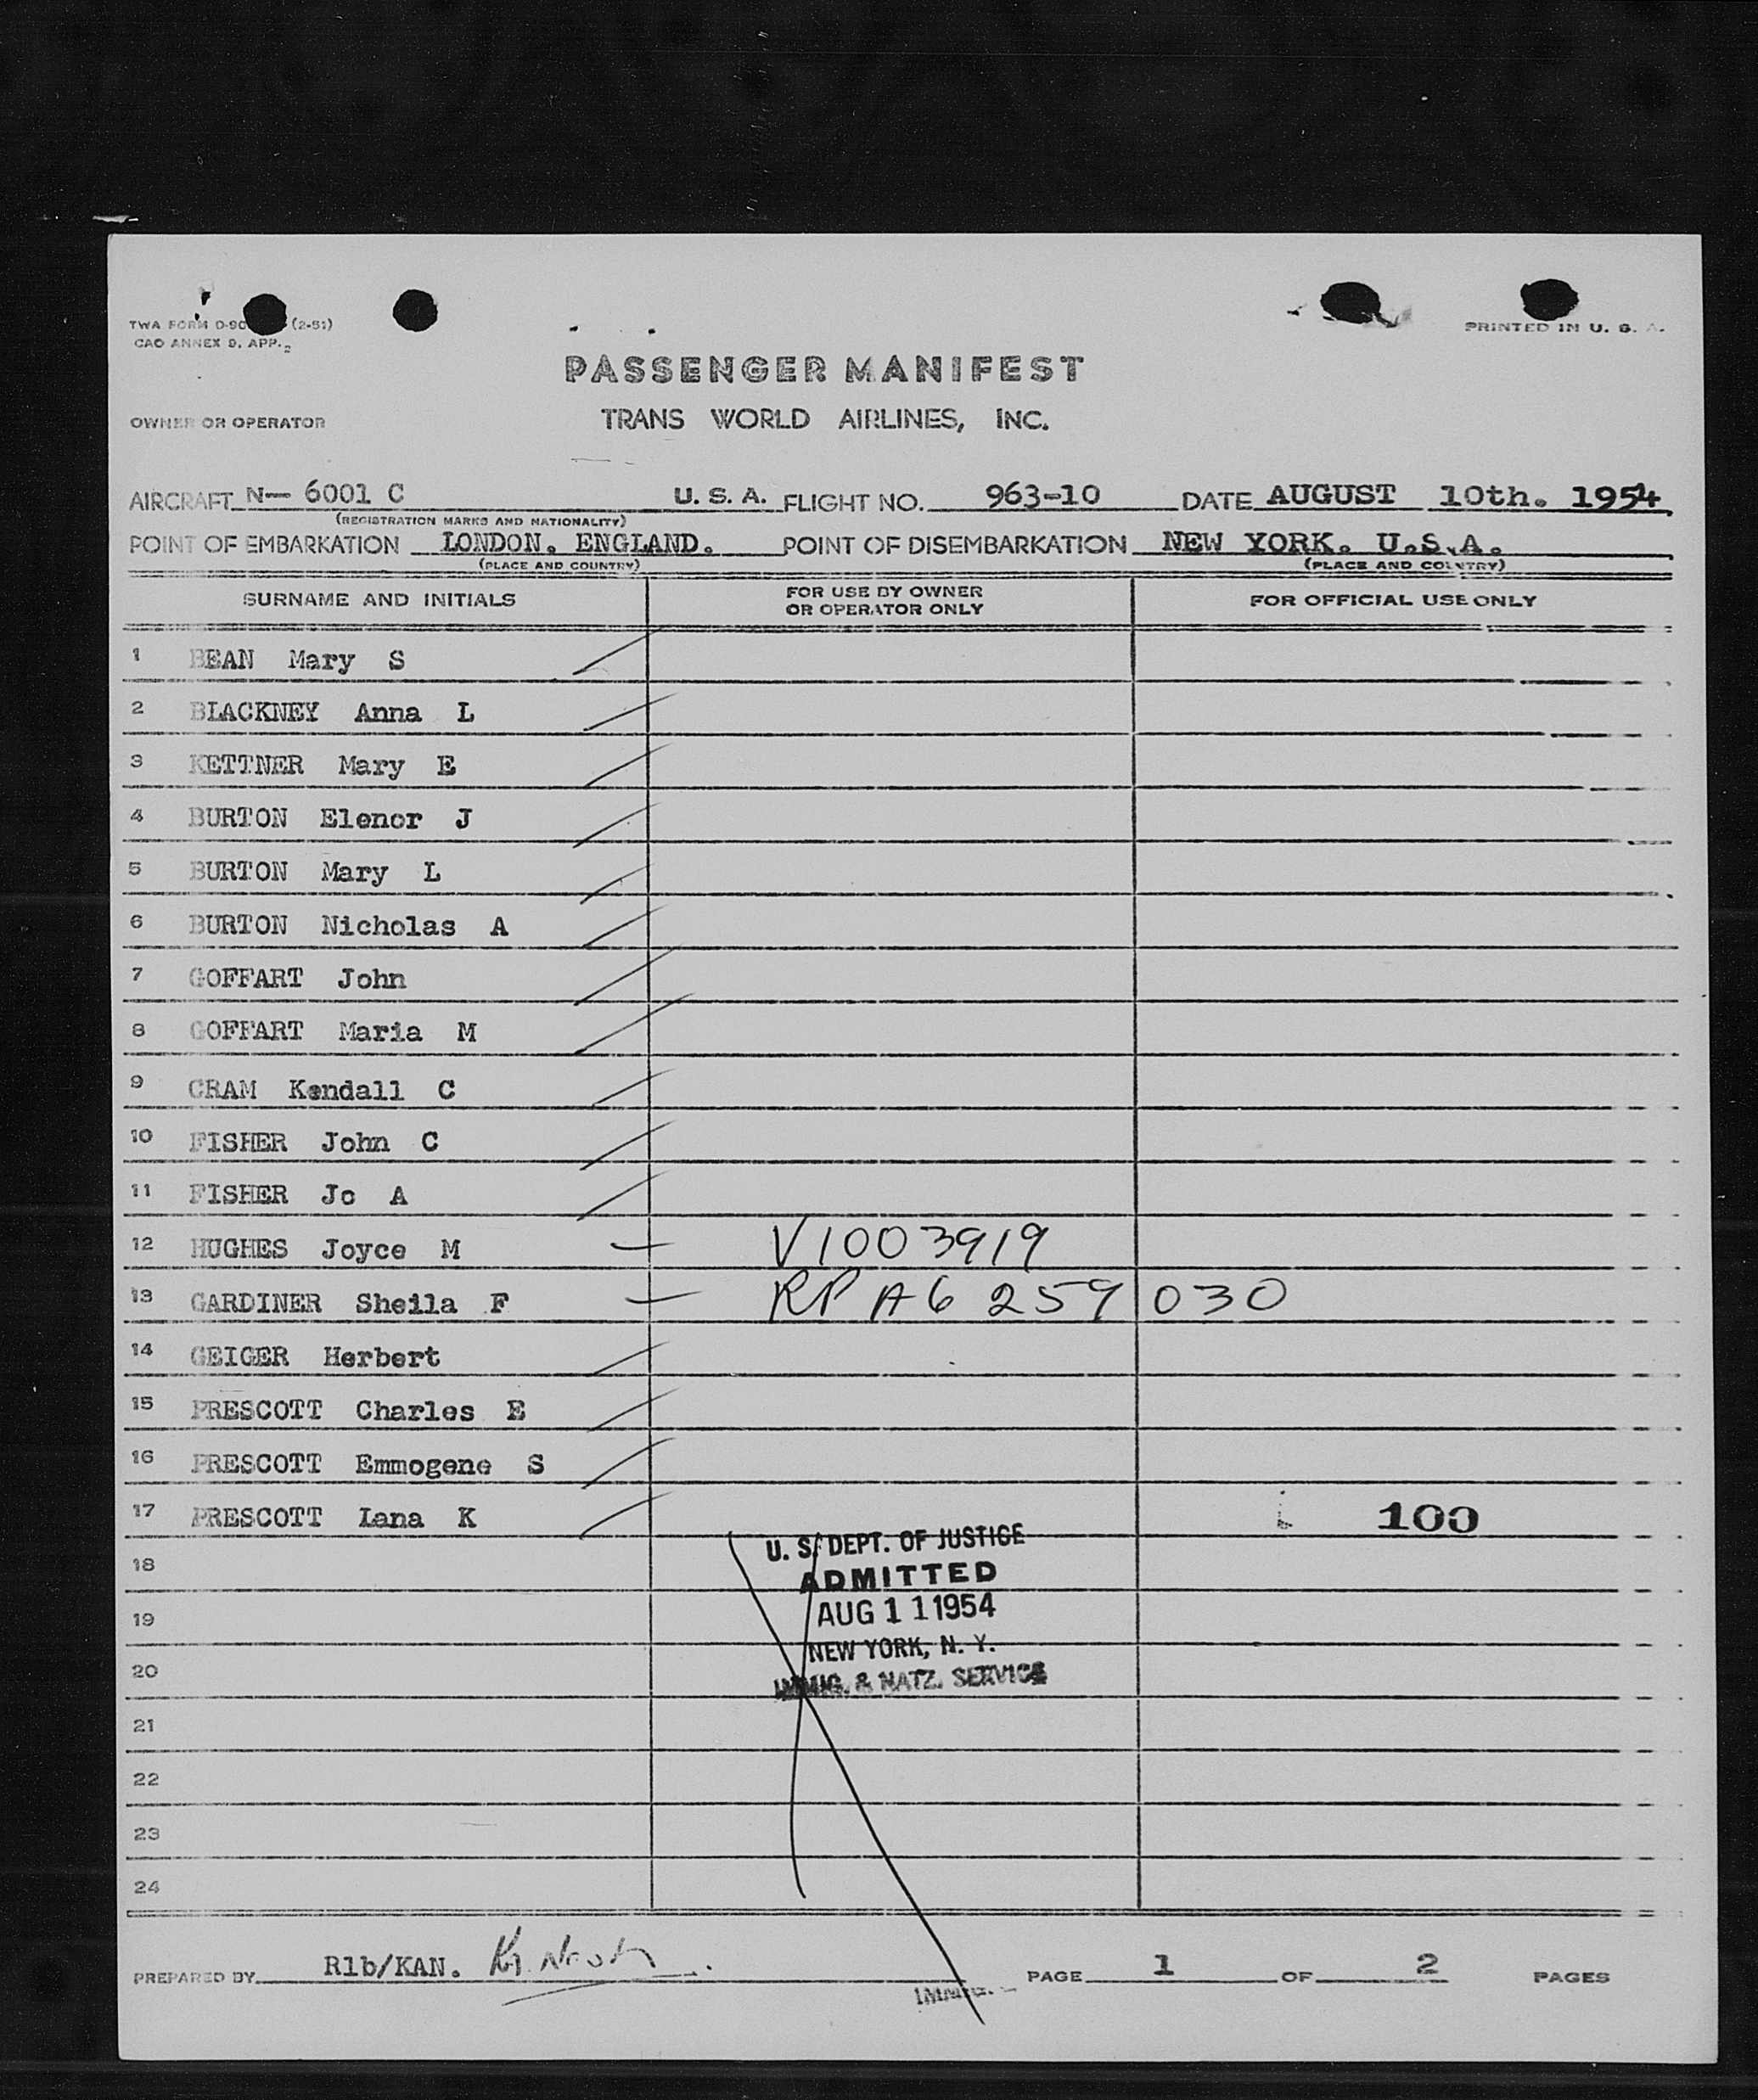 TWA FORM O-90 (2-51)
CAO ANNEX 9, APP. 2
PRINTED IN U. S. A.
PASSENGER MANIFEST
OWNER OR OPERATOR TRANS WORLD AIRLINES, INC.
AIRCRAFT N— 6001 C U. S. A. FLIGHT NO. 963-10 DATE AUGUST 10th. 1954
(REGISTRATION MARKS AND NATIONALITY)
POINT OF EMBARKATION LONDON. ENGLAND. POINT OF DISEMBARKATION NEW YORK. U.S.A.
(PLACE AND COUNTRY) (PLACE AND COUNTRY)
SURNAME AND INITIALS FOR USE BY OWNER OR OPERATOR ONLY FOR OFFICIAL USE ONLY
1 BEAN Mary S
2 BLACKNEY Anna L
3 KETTNER Mary E
4 BURTON Elenor J
5 BURTON Mary L
6 BURTON Nicholas A
7 GOFFART John
8 GOFFART Maria M
9 CRAM Kendall C
10 FISHER John C
11 FISHER Jo A
12 HUGHES Joyce M V1003919
13 GARDINER Sheila F RP A6 259 030
14 GEIGER Herbert
15 PRESCOTT Charles E
16 PRESCOTT Emmogene S
17 PRESCOTT Lana K 100
U. S. DEPT. OF JUSTICE
18
ADMITTED
19 AUG 11 1954
NEW YORK, N. Y.
20 IMMIG. & NATZ. SERVICE
21
22
23
24
PREPARED BY R1b/KAN. PAGE 1 OF 2 PAGES